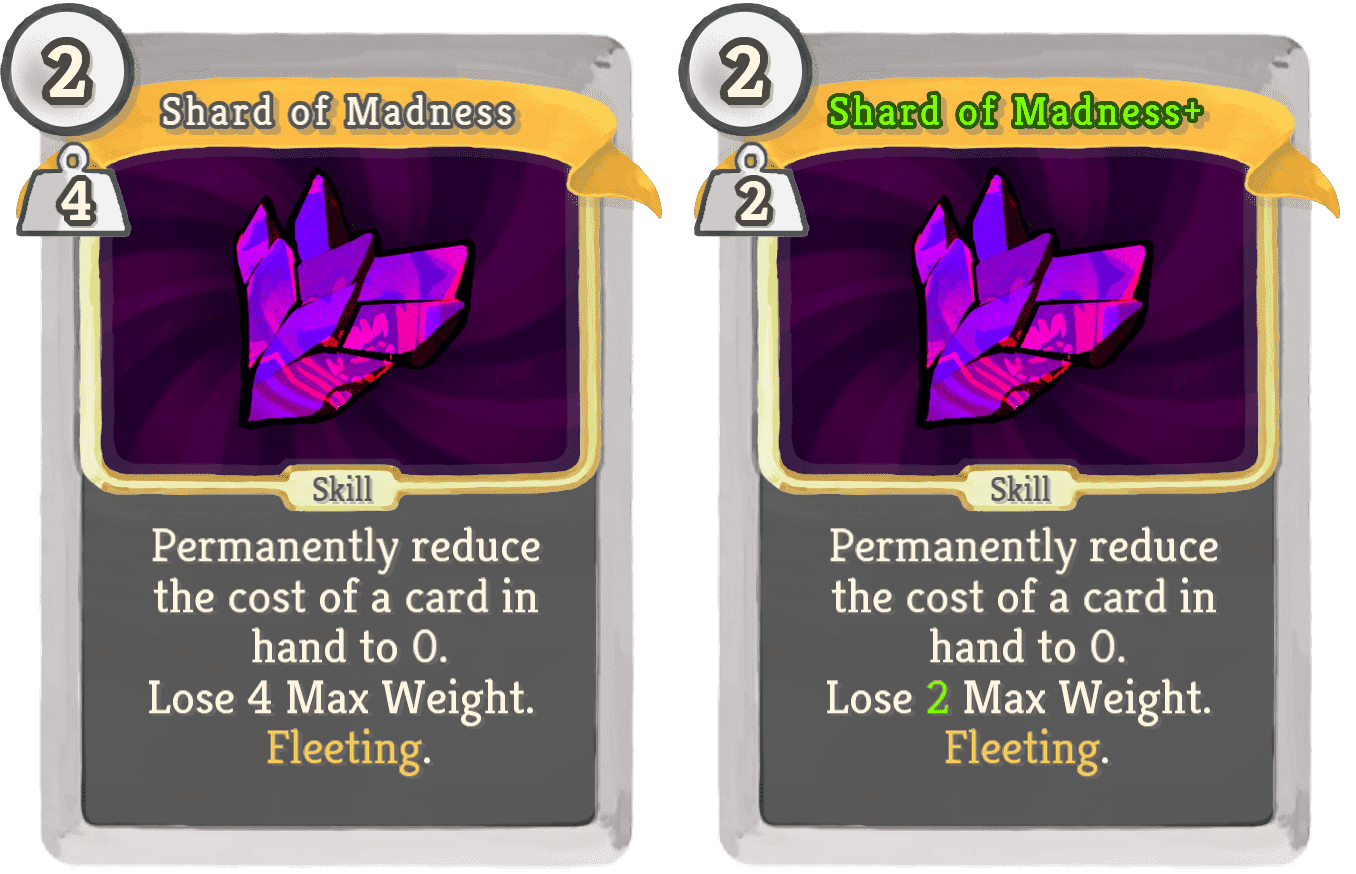 2
Shard of Madness
4
Skill
Permanently reduce
the cost of a card in
hand to 0.
Lose 4 Max Weight.
Fleeting.
2
Shard of Madness+
2
Skill
Permanently reduce
the cost of a card in
hand to 0.
Lose 2 Max Weight.
Fleeting.